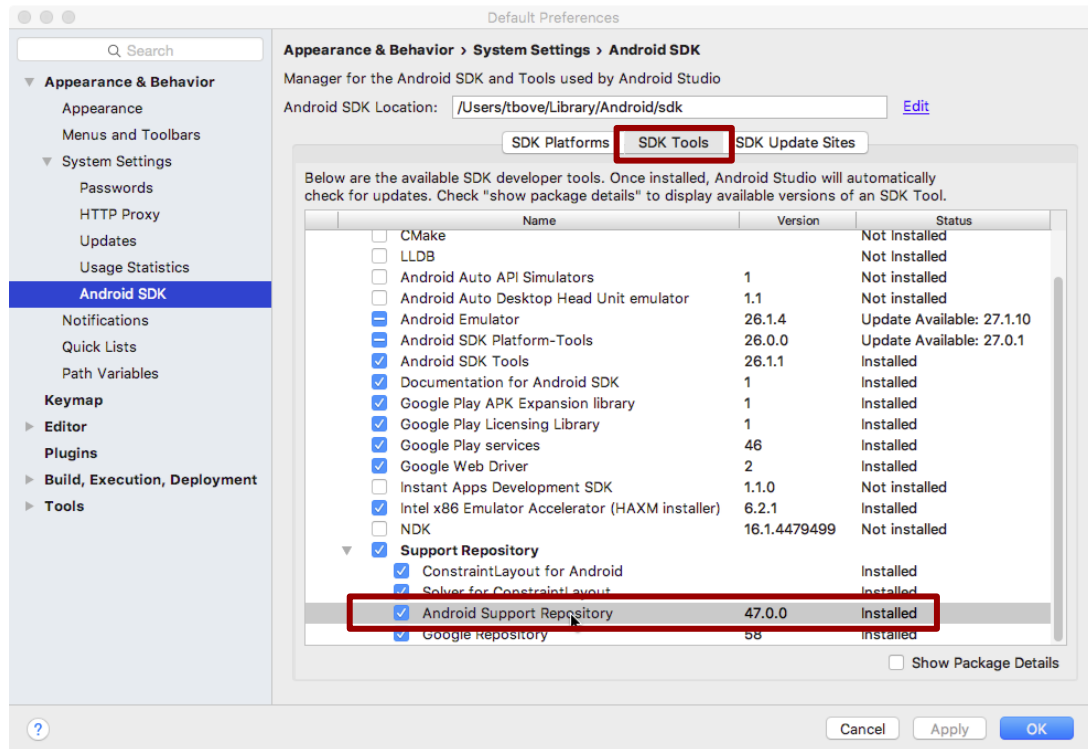 Default Preferences
Search
Appearance & Behavior
Appearance
Menus and Toolbars
System Settings
Passwords
HTTP Proxy
Updates
Usage Statistics
Android SDK
Notifications
Quick Lists
Path Variables
Keymap
Editor
Plugins
Build, Execution, Deployment
Tools
Appearance & Behavior › System Settings › Android SDK
Manager for the Android SDK and Tools used by Android Studio
Android SDK Location: /Users/tbove/Library/Android/sdk Edit
SDK Platforms SDK Tools SDK Update Sites
Below are the available SDK developer tools. Once installed, Android Studio will automatically
check for updates. Check "show package details" to display available versions of an SDK Tool.
Name Version Status
CMake Not Installed
LLDB Not Installed
Android Auto API Simulators 1 Not installed
Android Auto Desktop Head Unit emulator 1.1 Not installed
Android Emulator 26.1.4 Update Available: 27.1.10
Android SDK Platform-Tools 26.0.0 Update Available: 27.0.1
Android SDK Tools 26.1.1 Installed
Documentation for Android SDK 1 Installed
Google Play APK Expansion library 1 Installed
Google Play Licensing Library 1 Installed
Google Play services 46 Installed
Google Web Driver 2 Installed
Instant Apps Development SDK 1.1.0 Not installed
Intel x86 Emulator Accelerator (HAXM installer) 6.2.1 Installed
NDK 16.1.4479499 Not installed
Support Repository
ConstraintLayout for Android Installed
Solver for ConstraintLayout Installed
Android Support Repository 47.0.0 Installed
Google Repository 58 Installed
Show Package Details
? Cancel Apply OK